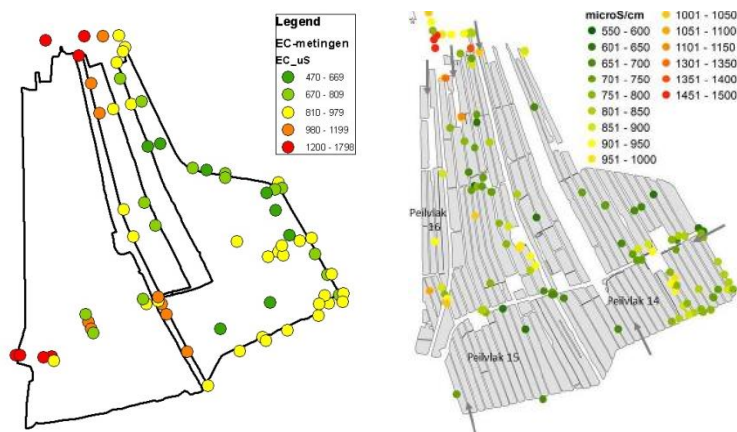 Legend
EC-metingen
EC_uS
470 - 669
670 - 809
810 - 979
980 - 1199
1200 - 1798
microS/cm
550 - 600
601 - 650
651 - 700
701 - 750
751 - 800
801 - 850
851 - 900
901 - 950
951 - 1000
1001 - 1050
1051 - 1100
1101 - 1150
1301 - 1350
1351 - 1400
1451 - 1500
Peilvlak
16
Peilvlak 14
Peilvlak 15